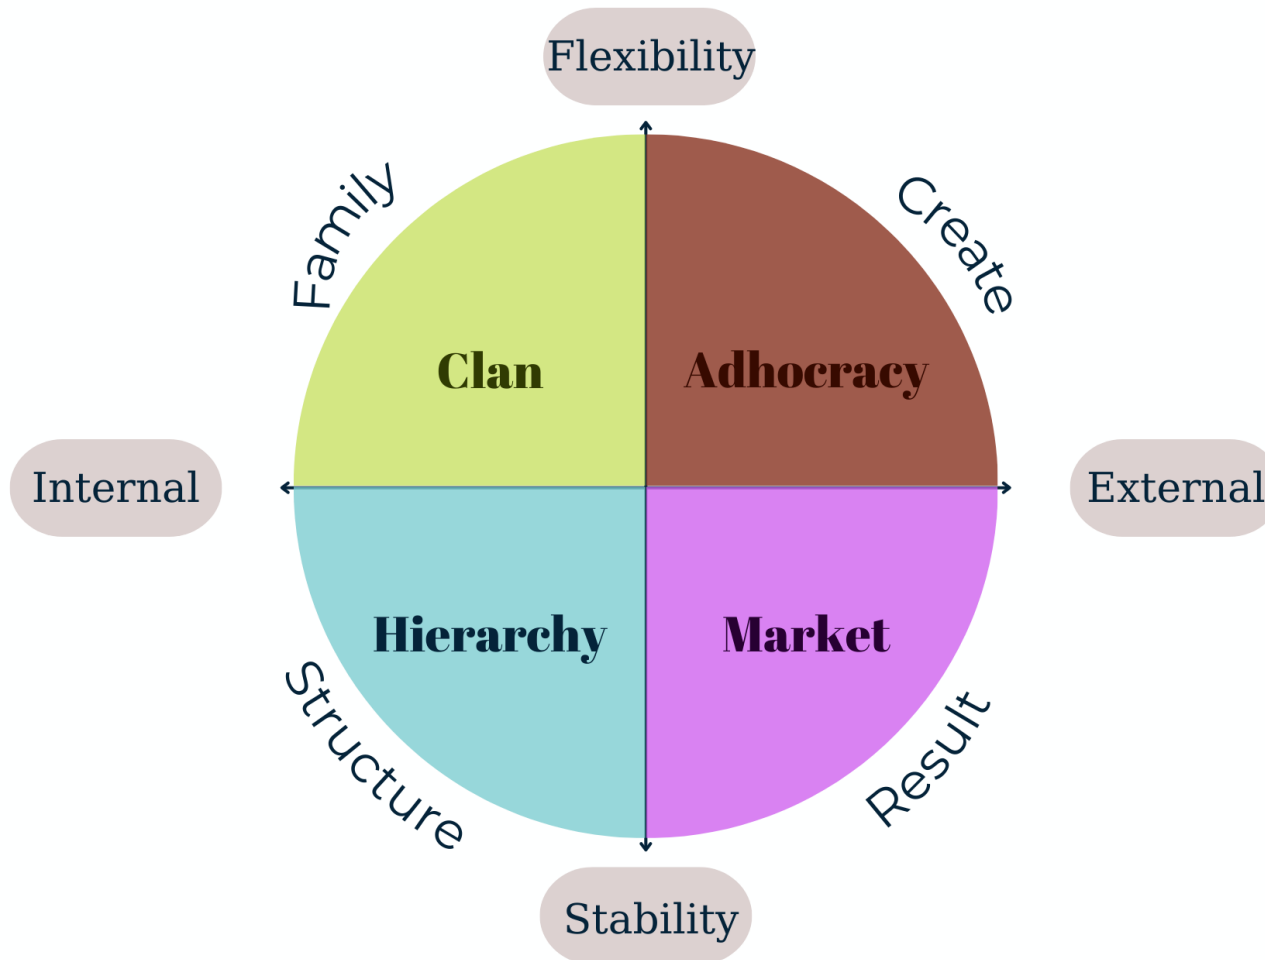 Flexibility
Family
Create
Clan
Adhocracy
Internal
External
Hierarchy
Market
Structure
Result
Stability